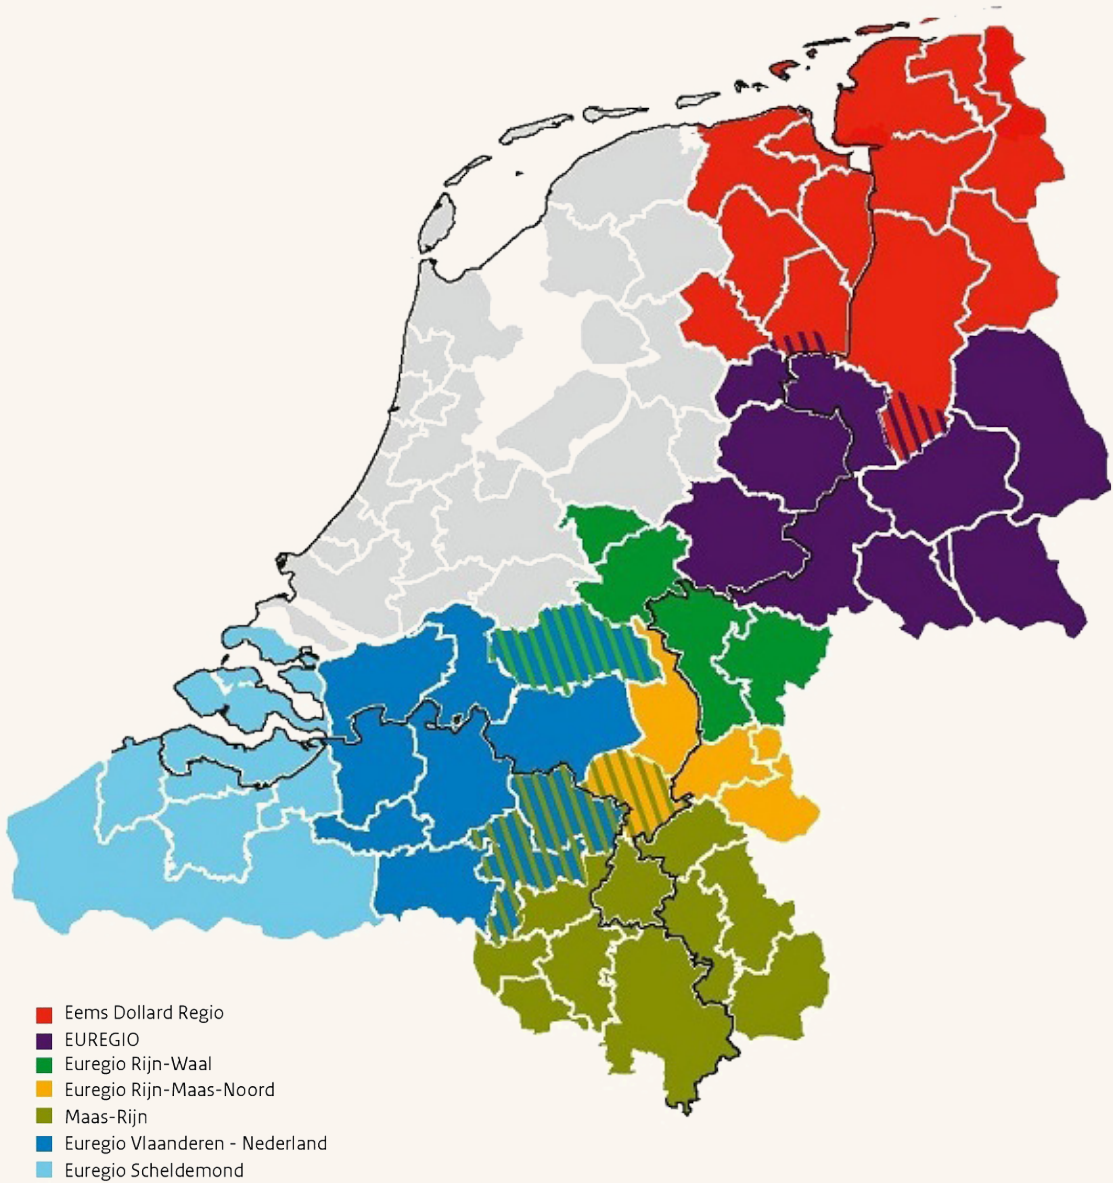 Eems Dollard Regio
EUREGIO
Euregio Rijn-Waal
Euregio Rijn-Maas-Noord
Maas-Rijn
Euregio Vlaanderen - Nederland
Euregio Scheldemond